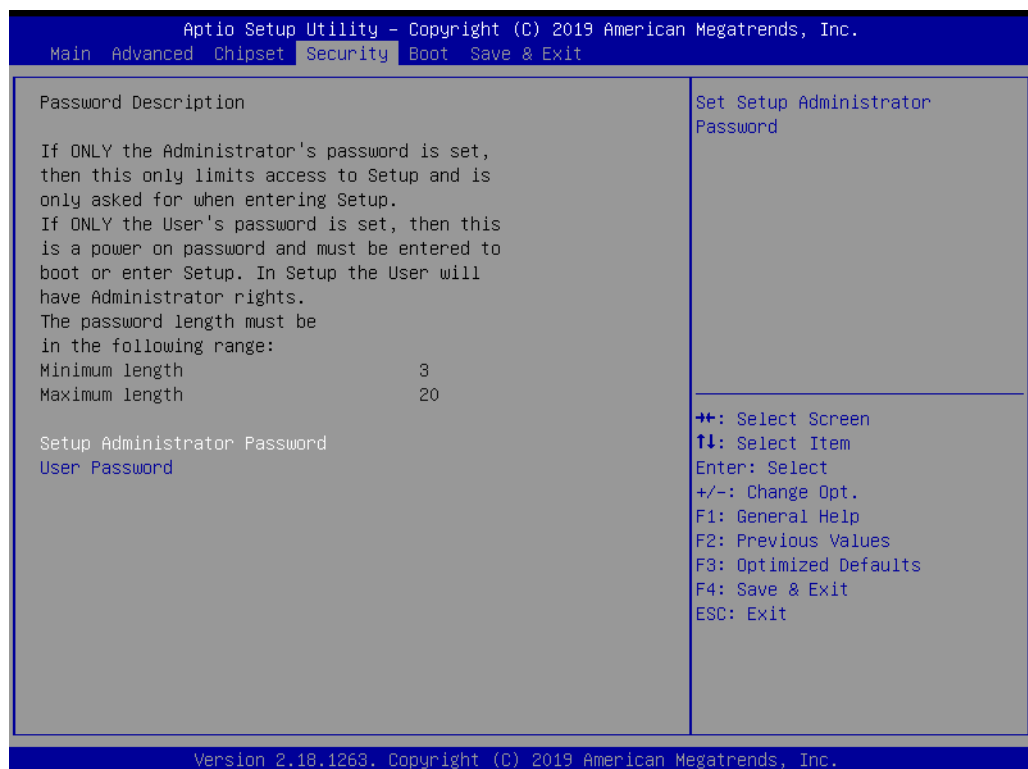 Aptio Setup Utility – Copyright (C) 2019 American Megatrends, Inc.
Main Advanced Chipset Security Boot Save & Exit
Password Description
If ONLY the Administrator's password is set,
then this only limits access to Setup and is
only asked for when entering Setup.
If ONLY the User's password is set, then this
is a power on password and must be entered to
boot or enter Setup. In Setup the User will
have Administrator rights.
The password length must be
in the following range:
Minimum length 3
Maximum length 20
Setup Administrator Password
User Password
Set Setup Administrator
Password
→←: Select Screen
↑↓: Select Item
Enter: Select
+/-: Change Opt.
F1: General Help
F2: Previous Values
F3: Optimized Defaults
F4: Save & Exit
ESC: Exit
Version 2.18.1263. Copyright (C) 2019 American Megatrends, Inc.